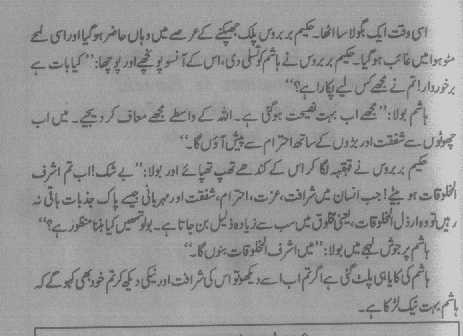 اسی وقت ایک بگولا سا اٹھا۔ حکیم بربروس پلک جھپکنے کے عرصے میں وہاں حاضر ہو گیا اور اسی لمحے
مٹو ہوا میں غائب ہو گیا۔ حکیم بربروس نے ہاشم کو تسلی دی، اس کے آنسو پونچھے اور پوچھا: ”کیا بات ہے
برخوردار! تم نے مجھے کس لیے پکارا ہے؟“
ہاشم بولا: ”مجھے اب بہت نصیحت ہو گئی ہے۔ اللہ کے واسطے مجھے معاف کر دیجیے۔ میں اب
چھوٹوں سے شفقت اور بڑوں کے ساتھ احترام سے پیش آؤں گا۔“
حکیم بربروس نے قہقہہ لگا کر اس کے کندھے تھپ تھپائے اور بولا: ”بے شک! اب تم اشرف
المخلوقات ہو بیٹے! جب انسان میں شرافت، عزت، احترام، شفقت اور مہربانی جیسے پاک جذبات باقی نہ
رہیں تو وہ ارذل المخلوقات، یعنی مخلوق میں سب سے زیادہ ذلیل بن جاتا ہے۔ بولو تمھیں کیا بننا منظور ہے؟“
ہاشم پر جوش لہجے میں بولا: ”میں اشرف المخلوقات بنوں گا۔“
ہاشم کی کایا ہی پلٹ گئی ہے اگر تم اب اسے دیکھو تو اس کی شرافت اور نیکی دیکھ کر تم خود بھی کہو گے کہ
ہاشم بہت نیک لڑکا ہے۔